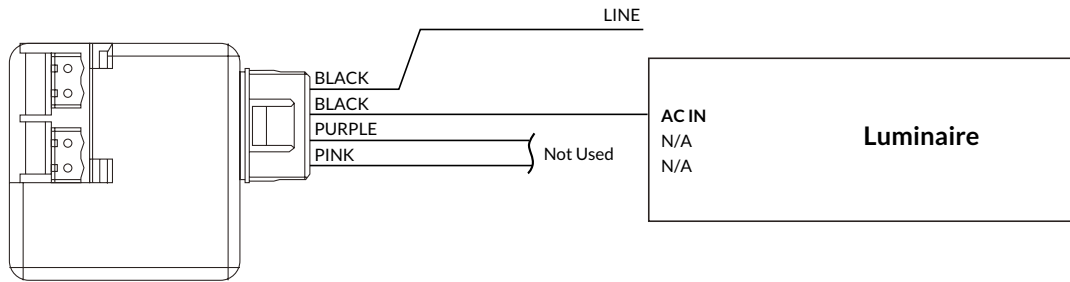 LINE
BLACK
BLACK
PURPLE
PINK
Not Used
AC IN
N/A
N/A
Luminaire